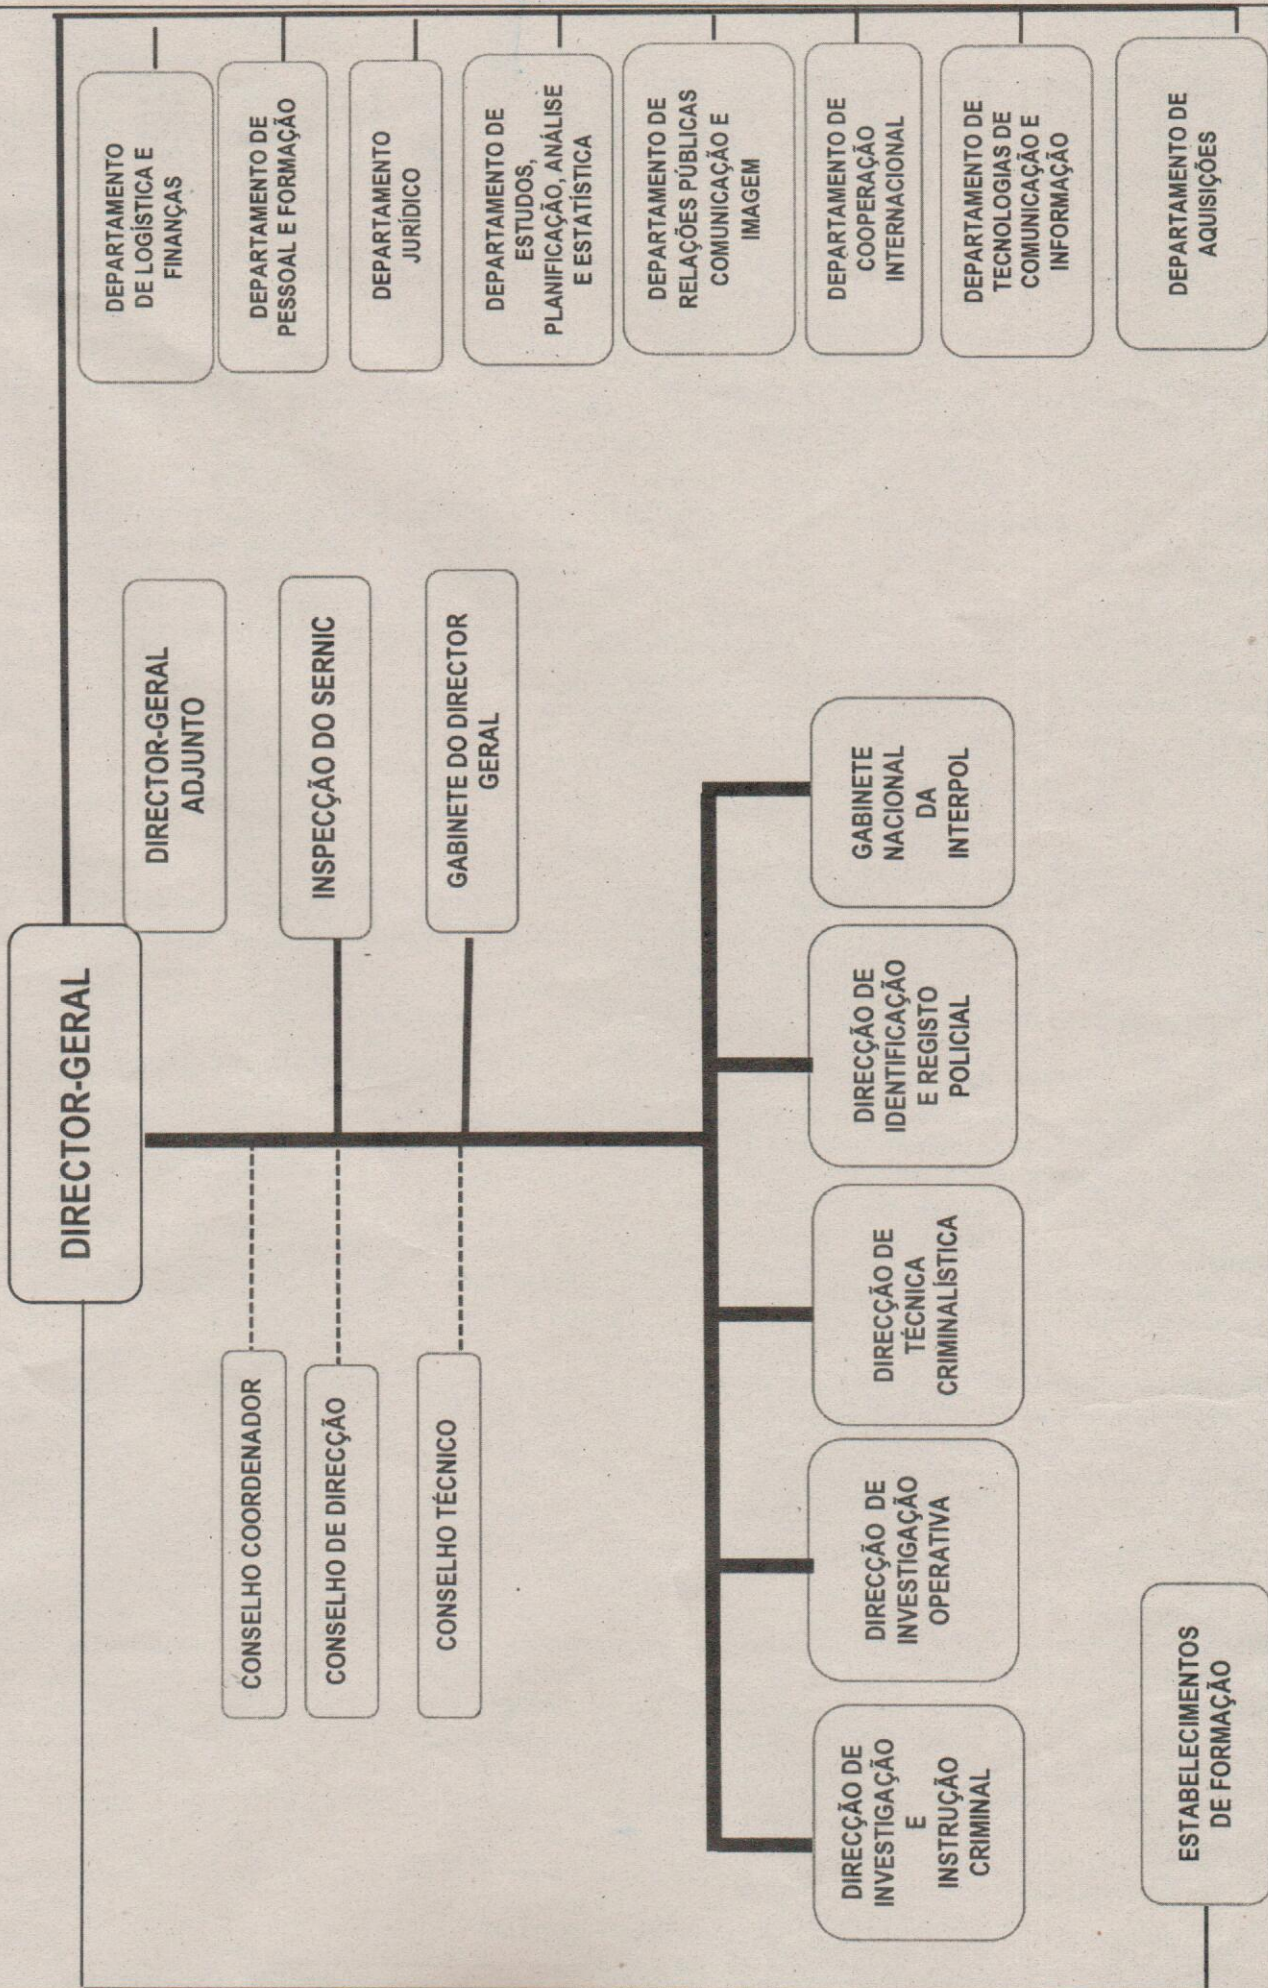 DIRECTOR-GERAL
DIRECTOR-GERAL
ADJUNTO
INSPECÇÃO DO SERNIC
GABINETE DO DIRECTOR
GERAL
CONSELHO COORDENADOR
CONSELHO DE DIRECÇÃO
CONSELHO TÉCNICO
DIRECÇÃO DE
INVESTIGAÇÃO
E
INSTRUÇÃO
CRIMINAL
DIRECÇÃO DE
INVESTIGAÇÃO
OPERATIVA
DIRECÇÃO DE
TÉCNICA
CRIMINALÍSTICA
DIRECÇÃO DE
IDENTIFICAÇÃO
E REGISTO
POLICIAL
GABINETE
NACIONAL
DA
INTERPOL
ESTABELECIMENTOS
DE FORMAÇÃO
DEPARTAMENTO
DE LOGÍSTICA E
FINANÇAS
DEPARTAMENTO DE
PESSOAL E FORMAÇÃO
DEPARTAMENTO
JURÍDICO
DEPARTAMENTO DE
ESTUDOS,
PLANIFICAÇÃO, ANÁLISE
E ESTATÍSTICA
DEPARTAMENTO DE
RELAÇÕES PÚBLICAS
COMUNICAÇÃO E
IMAGEM
DEPARTAMENTO DE
COOPERAÇÃO
INTERNACIONAL
DEPARTAMENTO DE
TECNOLOGIAS DE
COMUNICAÇÃO E
INFORMAÇÃO
DEPARTAMENTO DE
AQUISIÇÕES